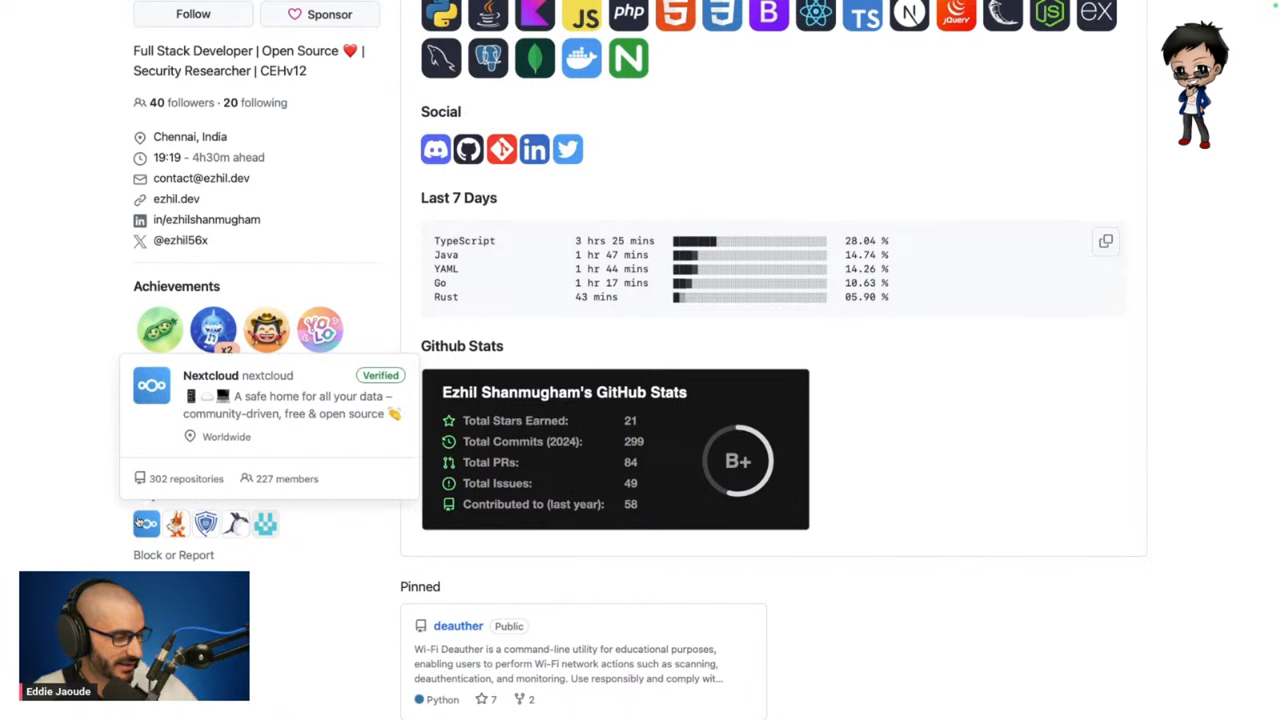 Follow
Sponsor
Full Stack Developer | Open Source ❤️ |
Security Researcher | CEHv12
40 followers · 20 following
Chennai, India
19:19 - 4h30m ahead
contact@ezhil.dev
ezhil.dev
in/ezhilshanmugham
@ezhil56x
Achievements
YOLO
x2
Nextcloud nextcloud
Verified
A safe home for all your data –
community-driven, free & open source 👏
Worldwide
302 repositories
227 members
Block or Report
Eddie Jaoude
JS
php
B
TS
N
jQuery
JS
EX
N
Social
in
Last 7 Days
TypeScript 3 hrs 25 mins 28.04 %
Java 1 hr 47 mins 14.74 %
YAML 1 hr 44 mins 14.26 %
Go 1 hr 17 mins 10.63 %
Rust 43 mins 05.90 %
Github Stats
Ezhil Shanmugham's GitHub Stats
Total Stars Earned: 21
Total Commits (2024): 299
Total PRs: 84
Total Issues: 49
Contributed to (last year): 58
B+
Pinned
deauther Public
Wi-Fi Deauther is a command-line utility for educational purposes,
enabling users to perform Wi-Fi network actions such as scanning,
deauthentication, and monitoring. Use responsibly and comply wit...
Python 7 2